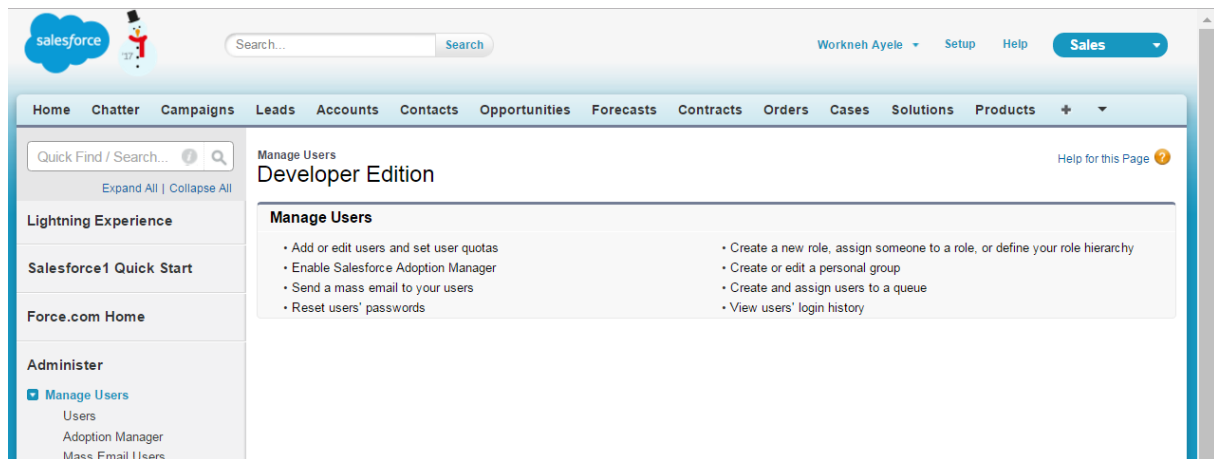 salesforce
'17
Search...
Search
Workneh Ayele
Setup
Help
Sales
Home Chatter Campaigns Leads Accounts Contacts Opportunities Forecasts Contracts Orders Cases Solutions Products +
Quick Find / Search...
Expand All | Collapse All
Lightning Experience
Salesforce1 Quick Start
Force.com Home
Administer
Manage Users
Users
Adoption Manager
Mass Email Users
Manage Users
Developer Edition
Help for this Page ?
Manage Users
• Add or edit users and set user quotas
• Enable Salesforce Adoption Manager
• Send a mass email to your users
• Reset users' passwords
• Create a new role, assign someone to a role, or define your role hierarchy
• Create or edit a personal group
• Create and assign users to a queue
• View users' login history